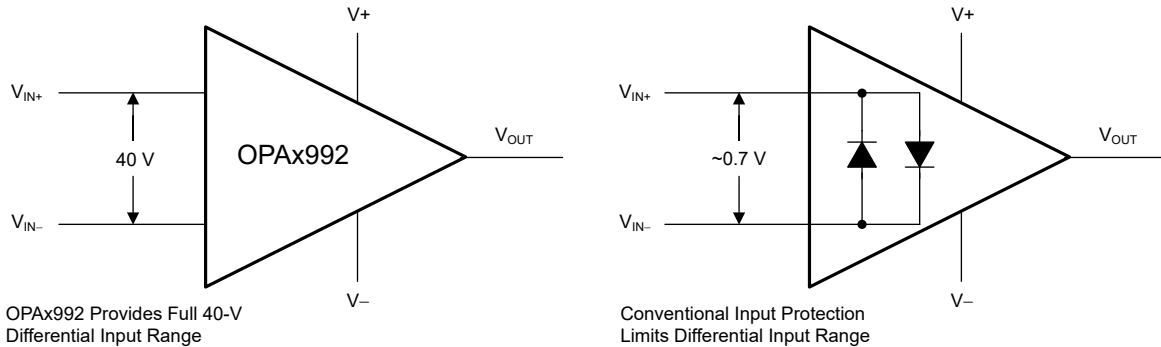 V+
VIN+
40 V
OPAx992
VOUT
VIN–
V–
OPAx992 Provides Full 40-V
Differential Input Range
V+
VIN+
~0.7 V
VOUT
VIN–
V–
Conventional Input Protection
Limits Differential Input Range